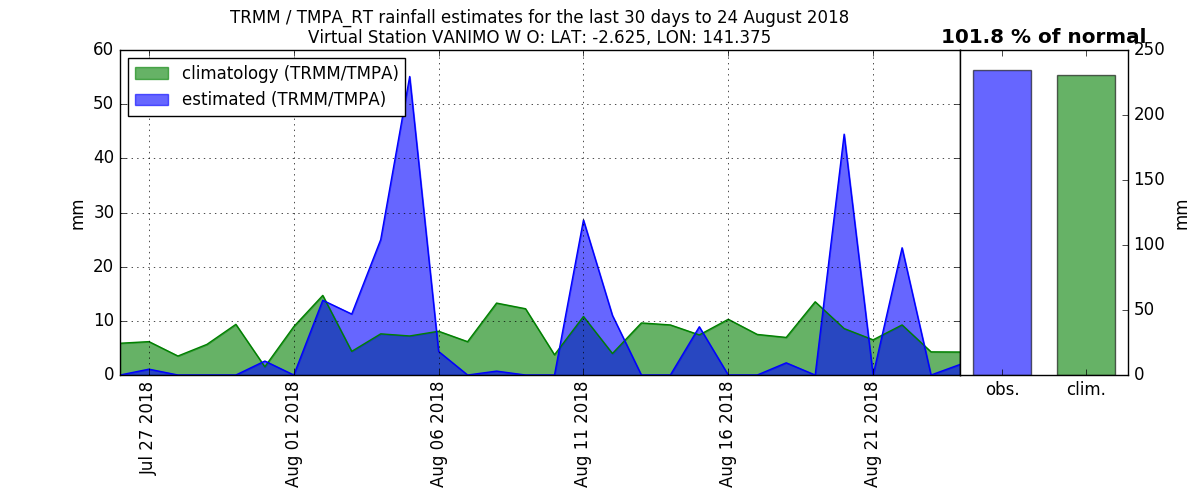 TRMM / TMPA_RT rainfall estimates for the last 30 days to 24 August 2018
Virtual Station VANIMO W O: LAT: -2.625, LON: 141.375
101.8 % of normal
climatology (TRMM/TMPA)
estimated (TRMM/TMPA)
60
50
40
30
20
10
0
mm
Jul 27 2018
Aug 01 2018
Aug 06 2018
Aug 11 2018
Aug 16 2018
Aug 21 2018
250
200
150
100
50
0
mm
obs.
clim.